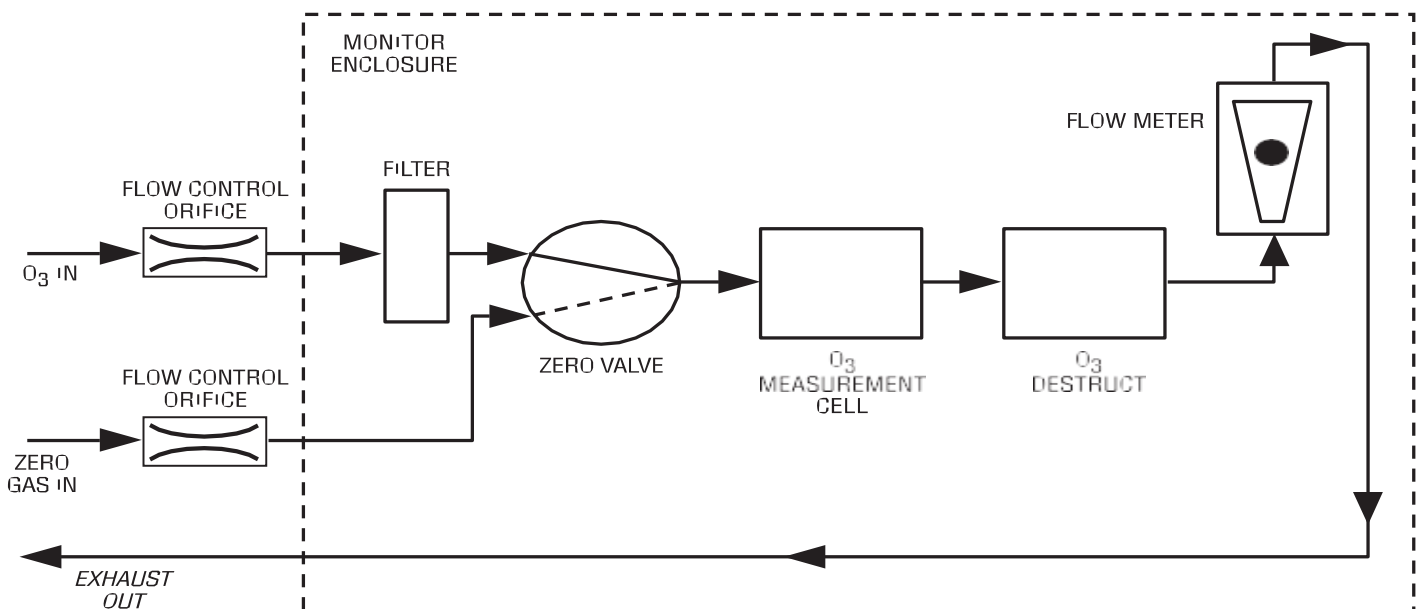 MONITOR
ENCLOSURE
FLOW METER
FILTER
FLOW CONTROL
ORIFICE
O3 IN
ZERO VALVE
O3
MEASUREMENT
CELL
O3
DESTRUCT
FLOW CONTROL
ORIFICE
ZERO
GAS IN
EXHAUST
OUT